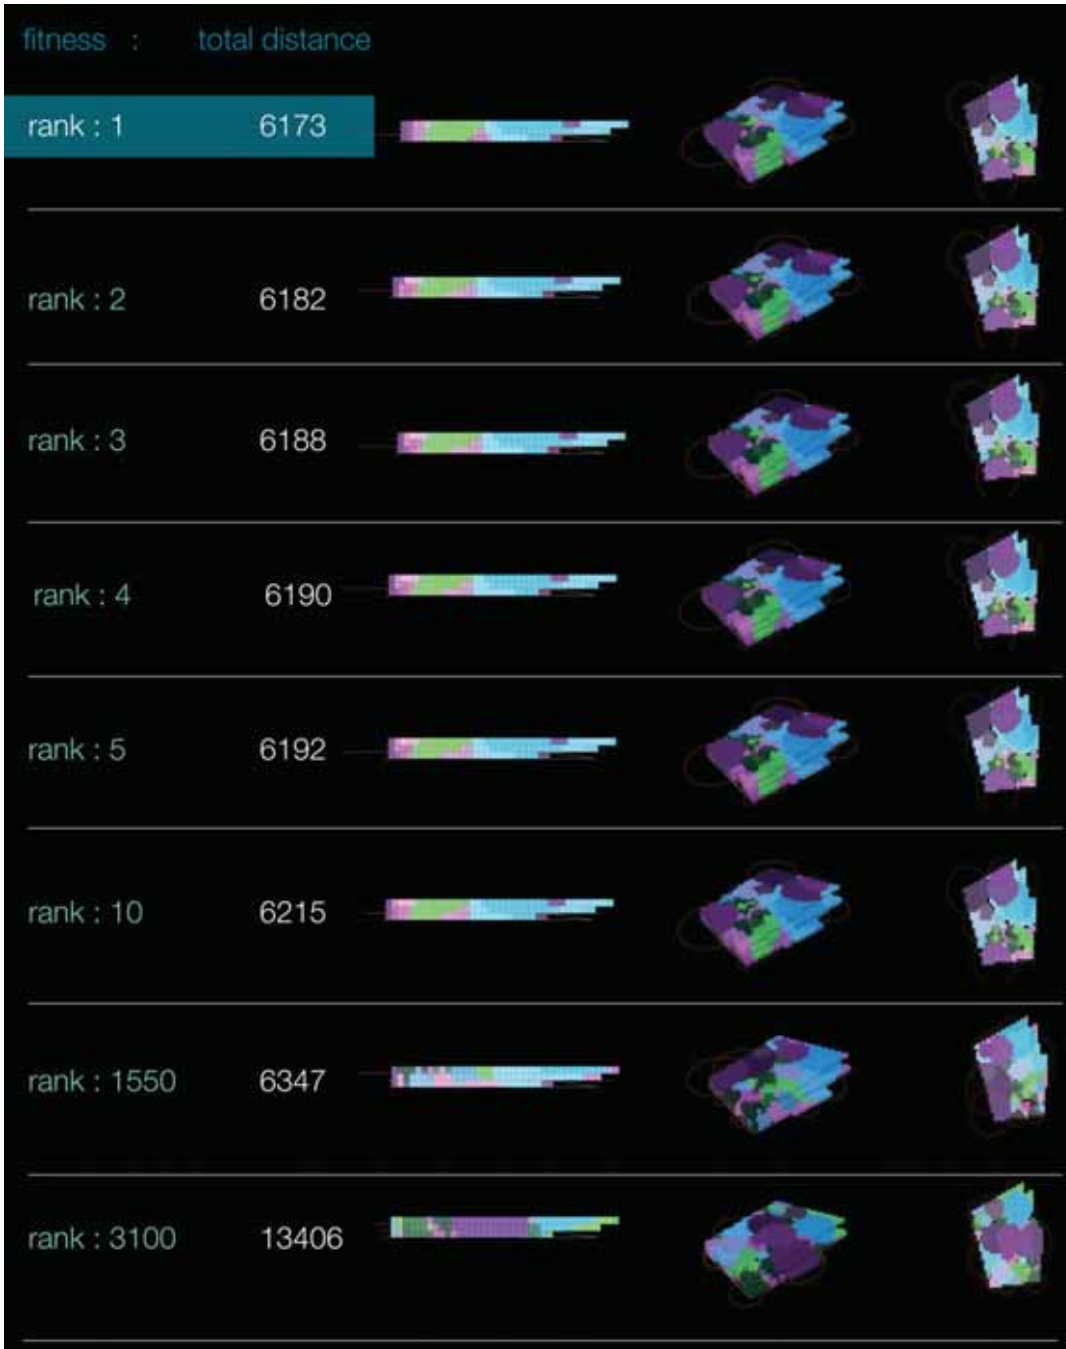 fitness : total distance
rank : 1 6173
rank : 2 6182
rank : 3 6188
rank : 4 6190
rank : 5 6192
rank : 10 6215
rank : 1550 6347
rank : 3100 13406